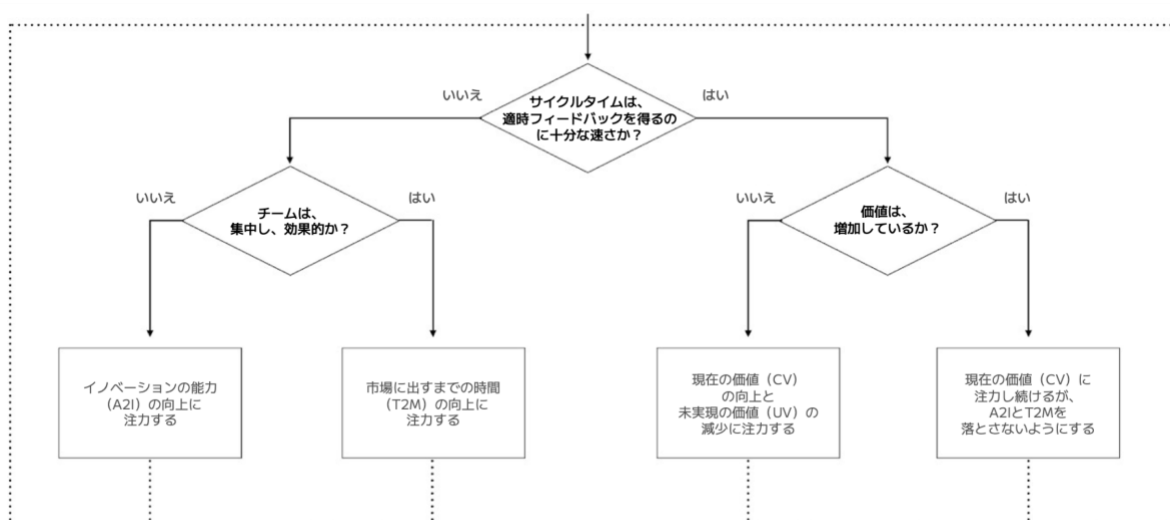 サイクルタイムは、
適時フィードバックを得るの
に十分な速さか？
いいえ
はい
チームは、
集中し、効果的か？
いいえ
はい
価値は、
増加しているか？
いいえ
はい
イノベーションの能力
（A2I）の向上に
注力する
市場に出すまでの時間
（T2M）の向上に
注力する
現在の価値（CV）
の向上と
未実現の価値（UV）の
減少に注力する
現在の価値（CV）に
注力し続けるが、
A2IとT2Mを
落とさないようにする